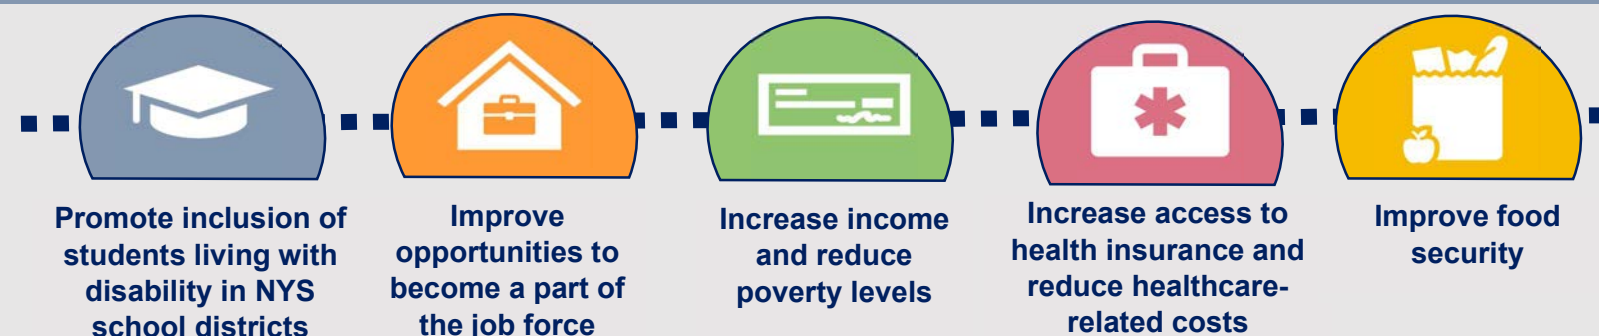 Promote inclusion of
students living with
disability in NYS
school districts
Improve
opportunities to
become a part of
the job force
Increase income
and reduce
poverty levels
Increase access to
health insurance and
reduce healthcare-
related costs
Improve food
security